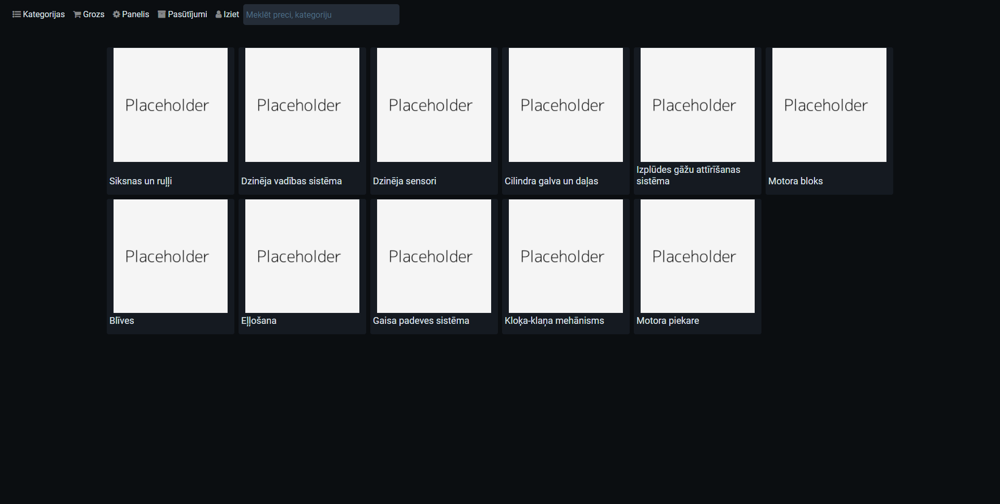 Kategorijas Grozs Panelis Pasūtījumi Iziet Meklēt preci, kategoriju
Placeholder Placeholder Placeholder Placeholder Placeholder Placeholder
Siksnas un ruļļi
Dzinēja vadības sistēma
Dzinēja sensori
Cilindra galva un daļas
Izplūdes gāžu attīrīšanas
sistēma
Motora bloks
Placeholder Placeholder Placeholder Placeholder Placeholder
Blīves
Eļļošana
Gaisa padeves sistēma
Kloķa-klaņa mehānisms
Motora piekare